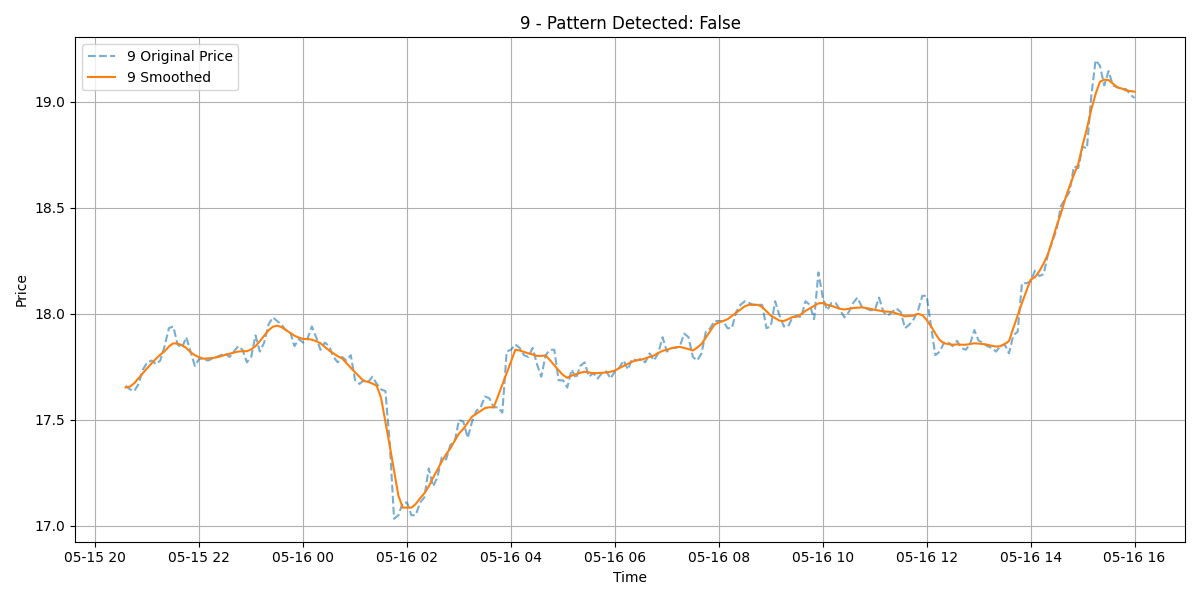 9 - Pattern Detected: False
9 Original Price
9 Smoothed
19.0
18.5
18.0
17.5
17.0
Price
05-15 20 05-15 22 05-16 00 05-16 02 05-16 04 05-16 06 05-16 08 05-16 10 05-16 12 05-16 14 05-16 16
Time